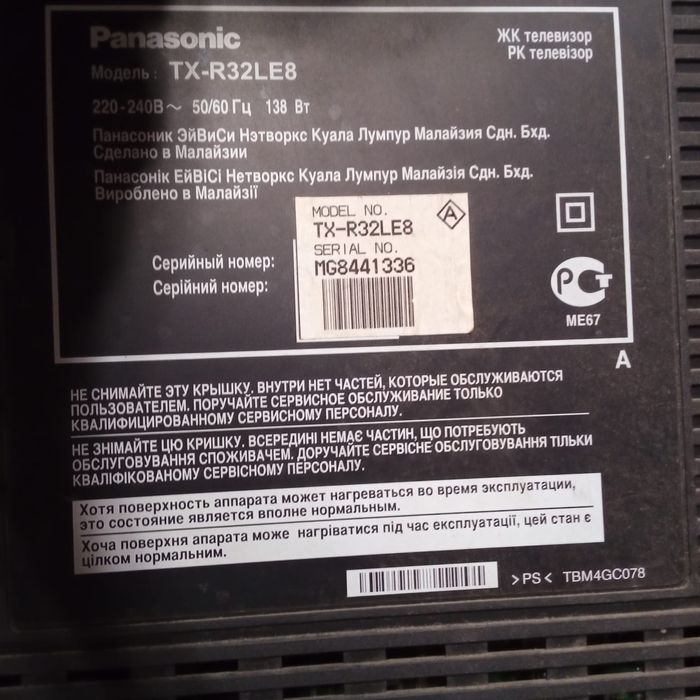 Panasonic
ЖК телевизор
РК телевізор
Модель : TX-R32LE8
220-240В ~ 50/60 Гц 138 Вт
Панасоник ЭйВиСи Нэтворкс Куала Лумпур Малайзия Сдн. Бхд.
Сделано в Малайзии
Панасонік ЕйВіСі Нетворкс Куала Лумпур Малайзія Сдн. Бхд.
Вироблено в Малайзії
MODEL NO.
TX-R32LE8
SERIAL NO.
MG8441336
A
Серийный номер:
Серійний номер:
РСТ
ME67
A
НЕ СНИМАЙТЕ ЭТУ КРЫШКУ. ВНУТРИ НЕТ ЧАСТЕЙ, КОТОРЫЕ ОБСЛУЖИВАЮТСЯ
ПОЛЬЗОВАТЕЛЕМ. ПОРУЧАЙТЕ СЕРВИСНОЕ ОБСЛУЖИВАНИЕ ТОЛЬКО
КВАЛИФИЦИРОВАННОМУ СЕРВИСНОМУ ПЕРСОНАЛУ.
НЕ ЗНІМАЙТЕ ЦЮ КРИШКУ. ВСЕРЕДИНІ НЕМАЄ ЧАСТИН, ЩО ПОТРЕБУЮТЬ
ОБСЛУГОВУВАННЯ СПОЖИВАЧЕМ. ДОРУЧАЙТЕ СЕРВІСНЕ ОБСЛУГОВУВАННЯ ТІЛЬКИ
КВАЛІФІКОВАНОМУ СЕРВІСНОМУ ПЕРСОНАЛУ.
Хотя поверхность аппарата может нагреваться во время эксплуатации,
это состояние является вполне нормальным.
Хоча поверхня апарата може нагріватися під час експлуатації, цей стан є
цілком нормальним.
>PS< TBM4GC078